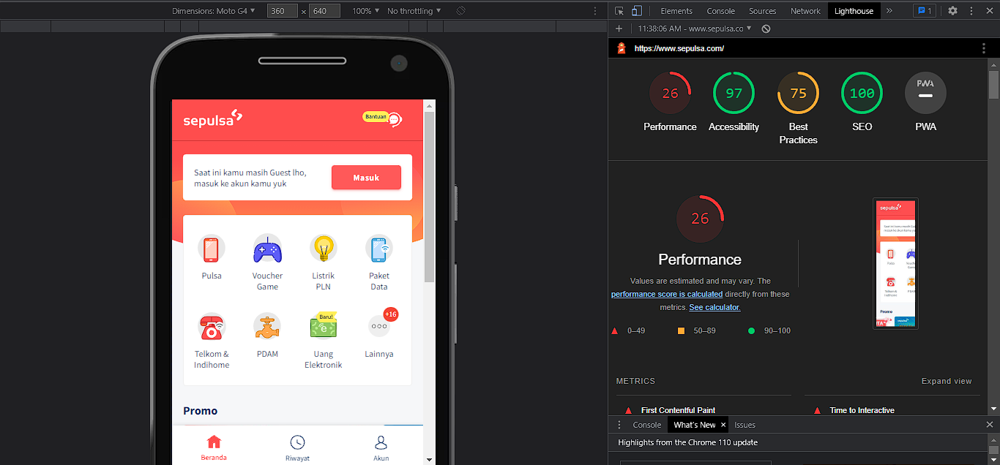 Dimensions: Moto G4 ▼ 360 x 640 100% ▼ No throttling ▼
Elements Console Sources Network Lighthouse » 1
11:38:06 AM - www.sepulsa.co ▼
https://www.sepulsa.com/
26 97 75 100 PWA
Performance Accessibility Best Practices SEO PWA
26
Performance
Values are estimated and may vary. The
performance score is calculated directly from these
metrics. See calculator.
0–49 50–89 90–100
METRICS Expand view
First Contentful Paint Time to Interactive
Console What's New × Issues
Highlights from the Chrome 110 update
sepulsa
Bantuan
Saat ini kamu masih Guest lho,
masuk ke akun kamu yuk
Masuk
Pulsa
Voucher
Game
Listrik
PLN
Paket
Data
Baru!
+16
Telkom &
Indihome
PDAM
Uang
Elektronik
Lainnya
Promo
Beranda Riwayat Akun